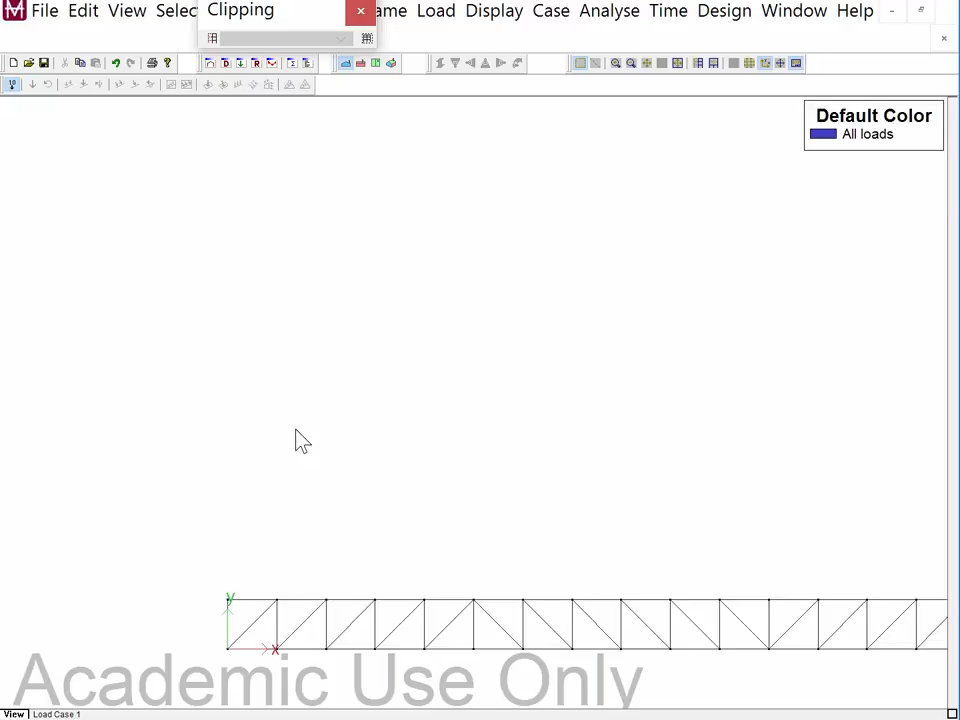 Clipping
File Edit View Selec ame Load Display Case Analyse Time Design Window Help
Default Color
All loads
y
x
Academic Use Only
View Load Case 1